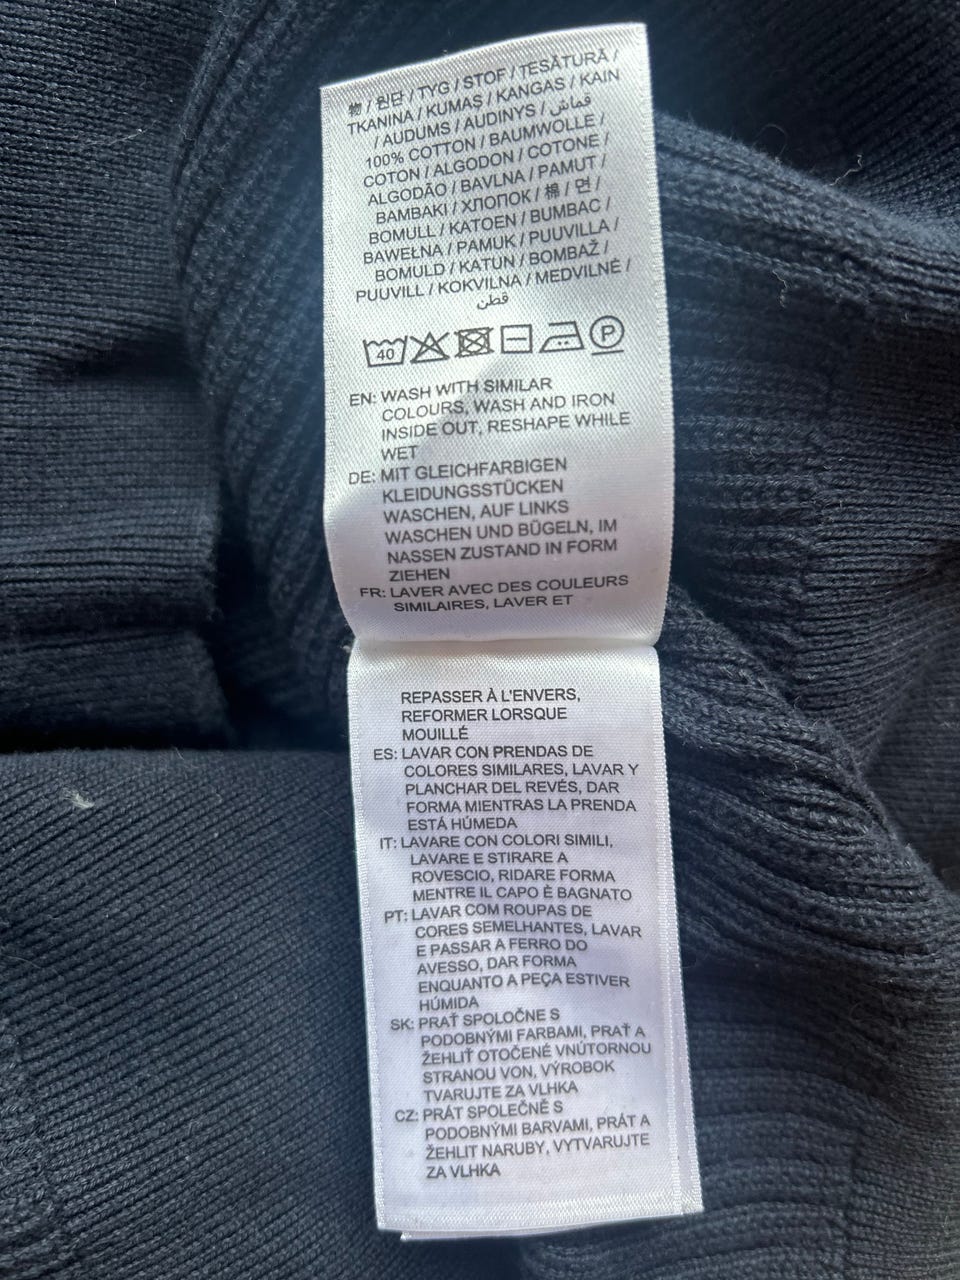 物 / 원단 / TYG / STOF / TESĂTURĂ /
TKANINA / KUMAŞ / KANGAS / KAIN
/ AUDUMS / AUDINYS / قماش
100% COTTON / BAUMWOLLE /
COTON / ALGODON / COTONE /
ALGODÃO / BAVLNA / PAMUT /
BAMBAKI / ХЛОПОК / 棉 / 면 /
BOMULL / KATOEN / BUMBAC /
BAWEŁNA / PAMUK / PUUVILLA /
BOMULD / KATUN / BOMBAŽ /
PUUVILL / KOKVILNA / MEDVILNĖ /
قطن
40 P
EN: WASH WITH SIMILAR
COLOURS, WASH AND IRON
INSIDE OUT, RESHAPE WHILE
WET
DE: MIT GLEICHFARBIGEN
KLEIDUNGSSTÜCKEN
WASCHEN, AUF LINKS
WASCHEN UND BÜGELN, IM
NASSEN ZUSTAND IN FORM
ZIEHEN
FR: LAVER AVEC DES COULEURS
SIMILAIRES, LAVER ET
REPASSER À L'ENVERS,
REFORMER LORSQUE
MOUILLÉ
ES: LAVAR CON PRENDAS DE
COLORES SIMILARES, LAVAR Y
PLANCHAR DEL REVÉS, DAR
FORMA MIENTRAS LA PRENDA
ESTÁ HÚMEDA
IT: LAVARE CON COLORI SIMILI,
LAVARE E STIRARE A
ROVESCIO, RIDARE FORMA
MENTRE IL CAPO È BAGNATO
PT: LAVAR COM ROUPAS DE
CORES SEMELHANTES, LAVAR
E PASSAR A FERRO DO
AVESSO, DAR FORMA
ENQUANTO A PEÇA ESTIVER
HÚMIDA
SK: PRAŤ SPOLOČNE S
PODOBNÝMI FARBAMI, PRAŤ A
ŽEHLIŤ OTOČENÉ VNÚTORNOU
STRANOU VON, VÝROBOK
TVARUJTE ZA VLHKA
CZ: PRÁT SPOLEČNĚ S
PODOBNÝMI BARVAMI, PRÁT A
ŽEHLIT NARUBY, VYTVARUJTE
ZA VLHKA